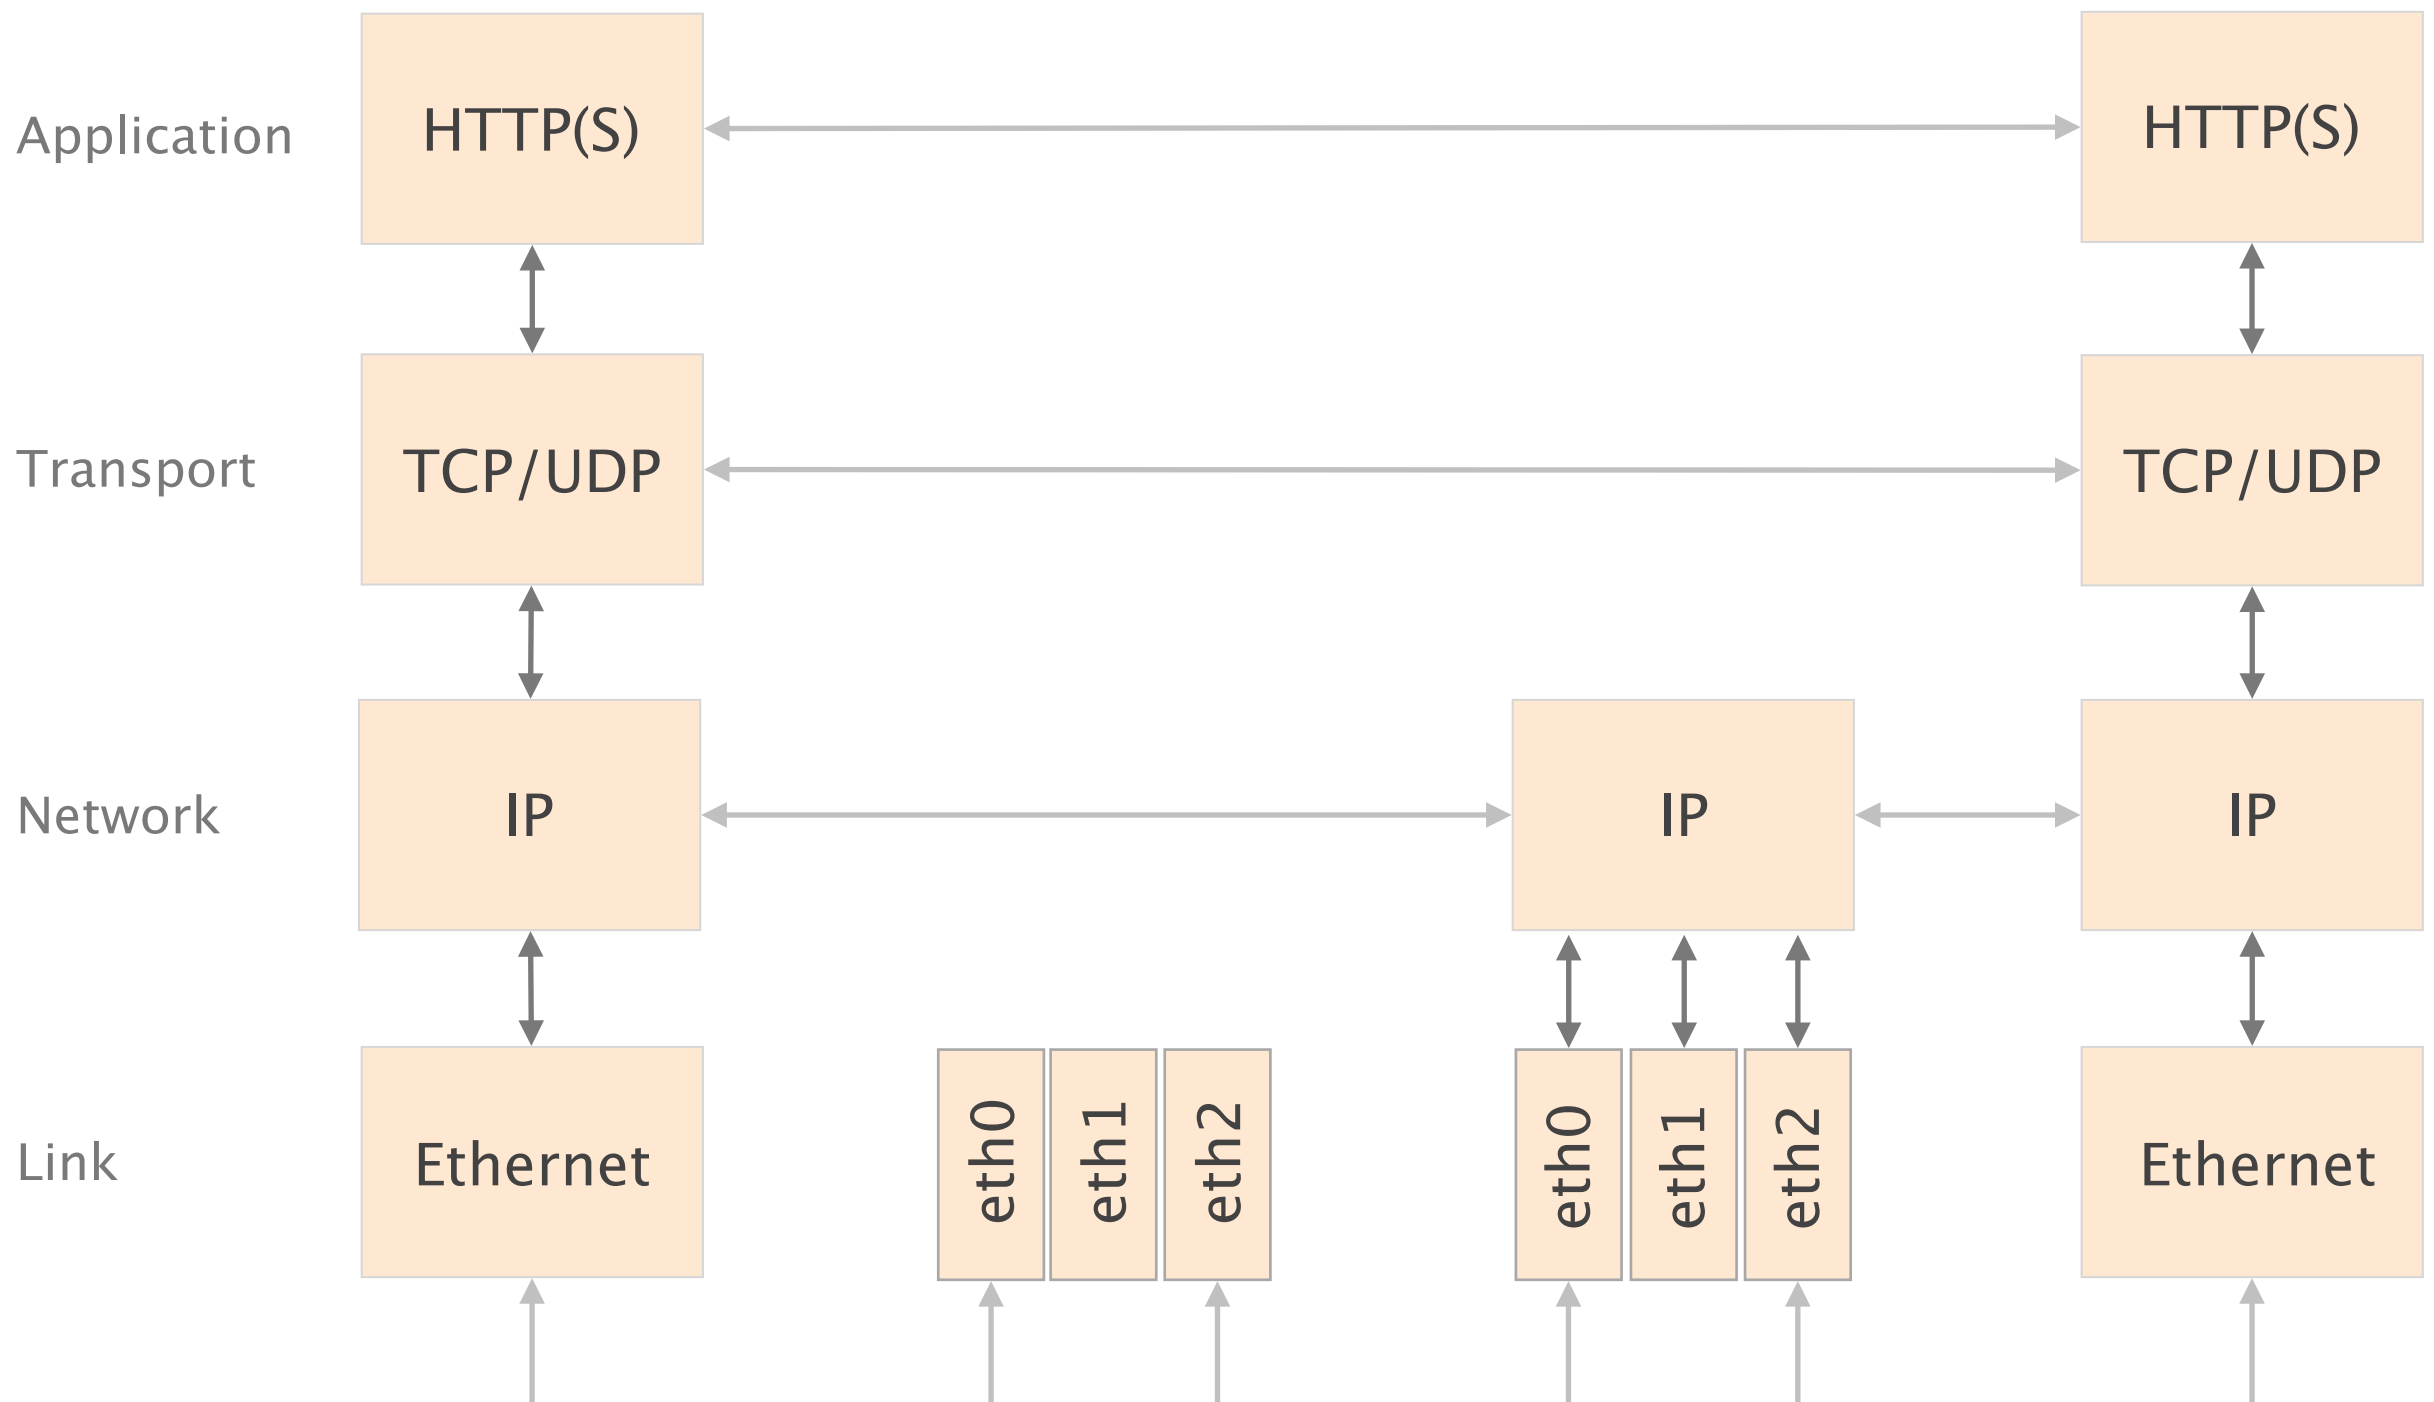 Application
HTTP(S)
HTTP(S)
Transport
TCP/UDP
TCP/UDP
Network
IP
IP
IP
Link
Ethernet
eth0
eth1
eth2
eth0
eth1
eth2
Ethernet